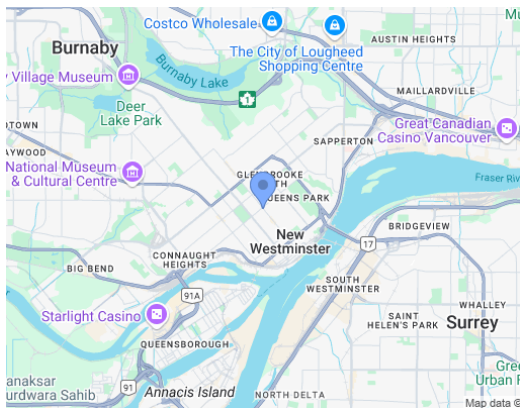 Costco Wholesale
Mu
Burnaby
AUSTIN HEIGHTS
The City of Lougheed
Shopping Centre
Village Museum
Burnaby Lake
MAILLARDVILLE
1
Deer
Lake Park
Great Canadian
Casino Vancouver
SAPPERTON
National Museum
& Cultural Centre
GLENBROOKE
QUEENS PARK
Fraser Riv
New
Westminster
BRIDGEVIEW
17
CONNAUGHT
HEIGHTS
BIG BEND
SOUTH
WESTMINSTER
91A
WHALLEY
Starlight Casino
SAINT
HELEN'S PARK
Surrey
QUEENSBOROUGH
Gre
Urban F
anaksar
urdwara Sahib
91
Annacis Island
NORTH DELTA
Map data ©